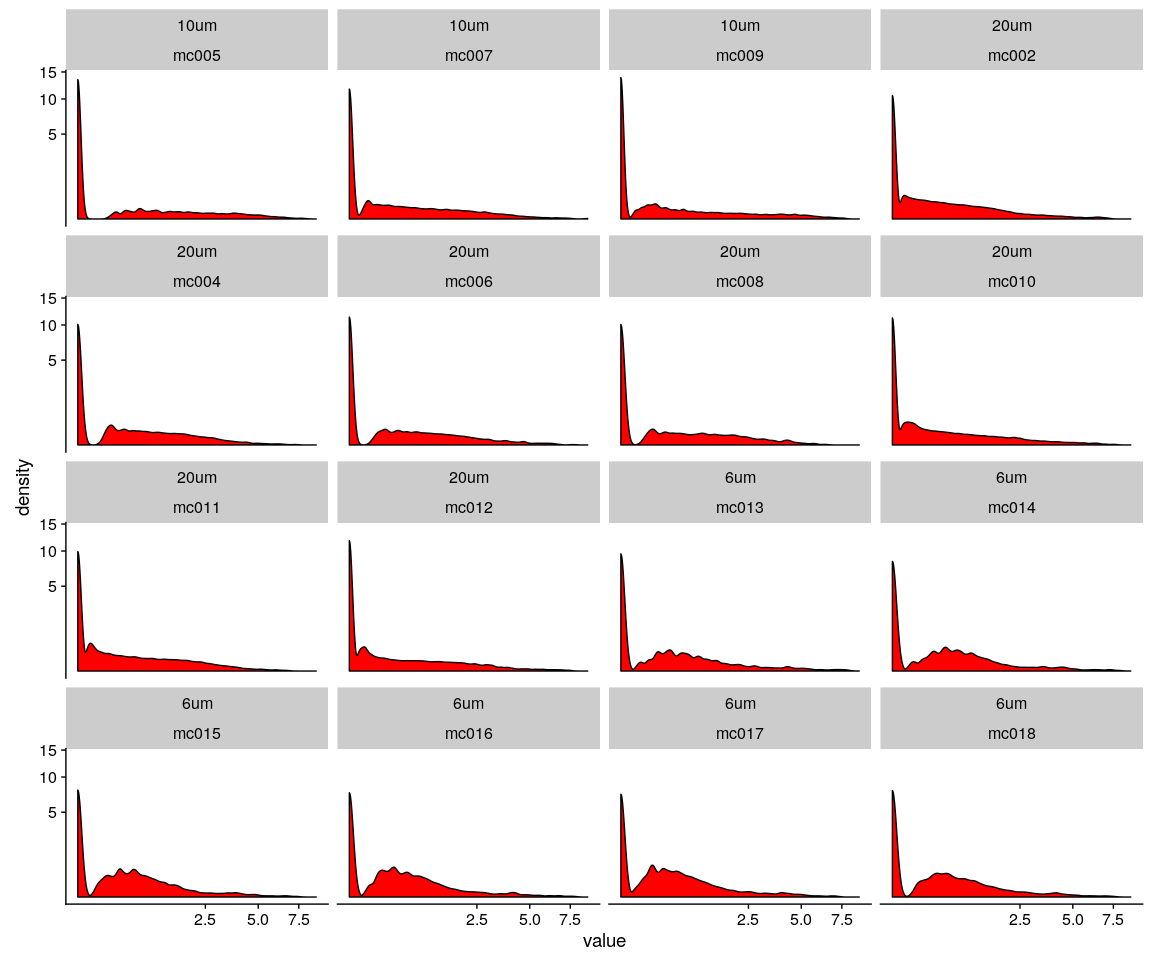 10um
mc005
10um
mc007
10um
mc009
20um
mc002
15
10
5
20um
mc004
20um
mc006
20um
mc008
20um
mc010
15
10
5
20um
mc011
20um
mc012
6um
mc013
6um
mc014
15
10
5
6um
mc015
6um
mc016
6um
mc017
6um
mc018
15
10
5
density
2.5 5.0 7.5
2.5 5.0 7.5
2.5 5.0 7.5
2.5 5.0 7.5
value